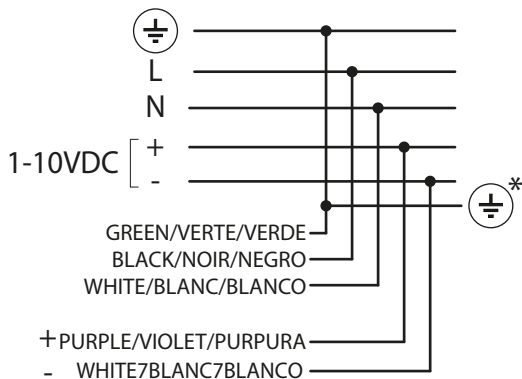 L
N
1-10VDC
+
-
*
GREEN/VERTE/VERDE
BLACK/NOIR/NEGRO
WHITE/BLANC/BLANCO
+ PURPLE/VIOLET/PURPURA
- WHITE7BLANC7BLANCO